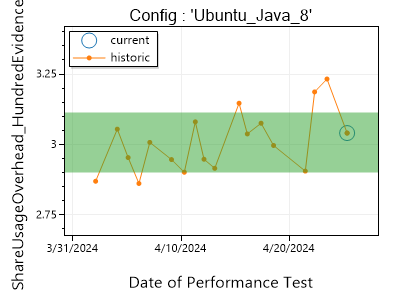 Config : 'Ubuntu_Java_8'
current
historic
ShareUsageOverhead_HundredEvidence
3.25
3
2.75
3/31/2024
4/10/2024
4/20/2024
Date of Performance Test